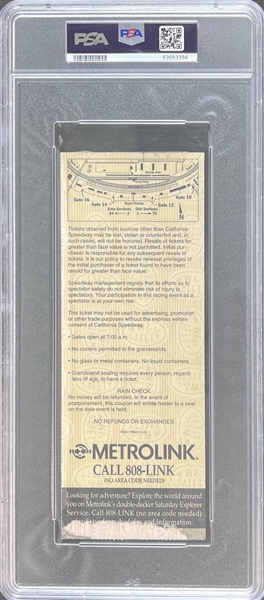 PSA
PSA
63653394
Gate 16
Gate 14
Gate 12
Gate 10
Even Sections
Odd Sections
Tickets obtained from sources other than California
Speedway may be lost, stolen or counterfeit and, in
such cases, will not be honored. Resale of tickets for
greater than face value is not permitted. Initial pur-
chaser is responsible for any subsequent resale of
tickets. It is our policy to revoke renewal privileges of
the initial purchaser of a ticket found to have been
resold for greater than face value.
Speedway management regrets that its efforts as to
spectator safety do not eliminate risk of injury to
spectators. Your participation in this racing event as a
spectator is at your own risk.
This ticket may not be used for advertising, promotion
or other trade purposes without the express written
consent of California Speedway.
• Gates open at 7:00 a.m.
• No coolers permitted in the grandstands.
• No glass or metal containers. No liquid containers.
• Grandstand seating requires every person, regard-
less of age, to have a ticket.
RAIN CHECK
No money will be refunded. In the event of
postponement, this coupon will entitle holder to a seat
on the date event is held.
NO REFUNDS OR EXCHANGES
METROLINK
CALL 808-LINK
(NO AREA CODE NEEDED)
Looking for adventure? Explore the world around
you on Metrolink's double-decker Saturday Explorer
Service. Call 808-LINK (no area code needed)
and information.